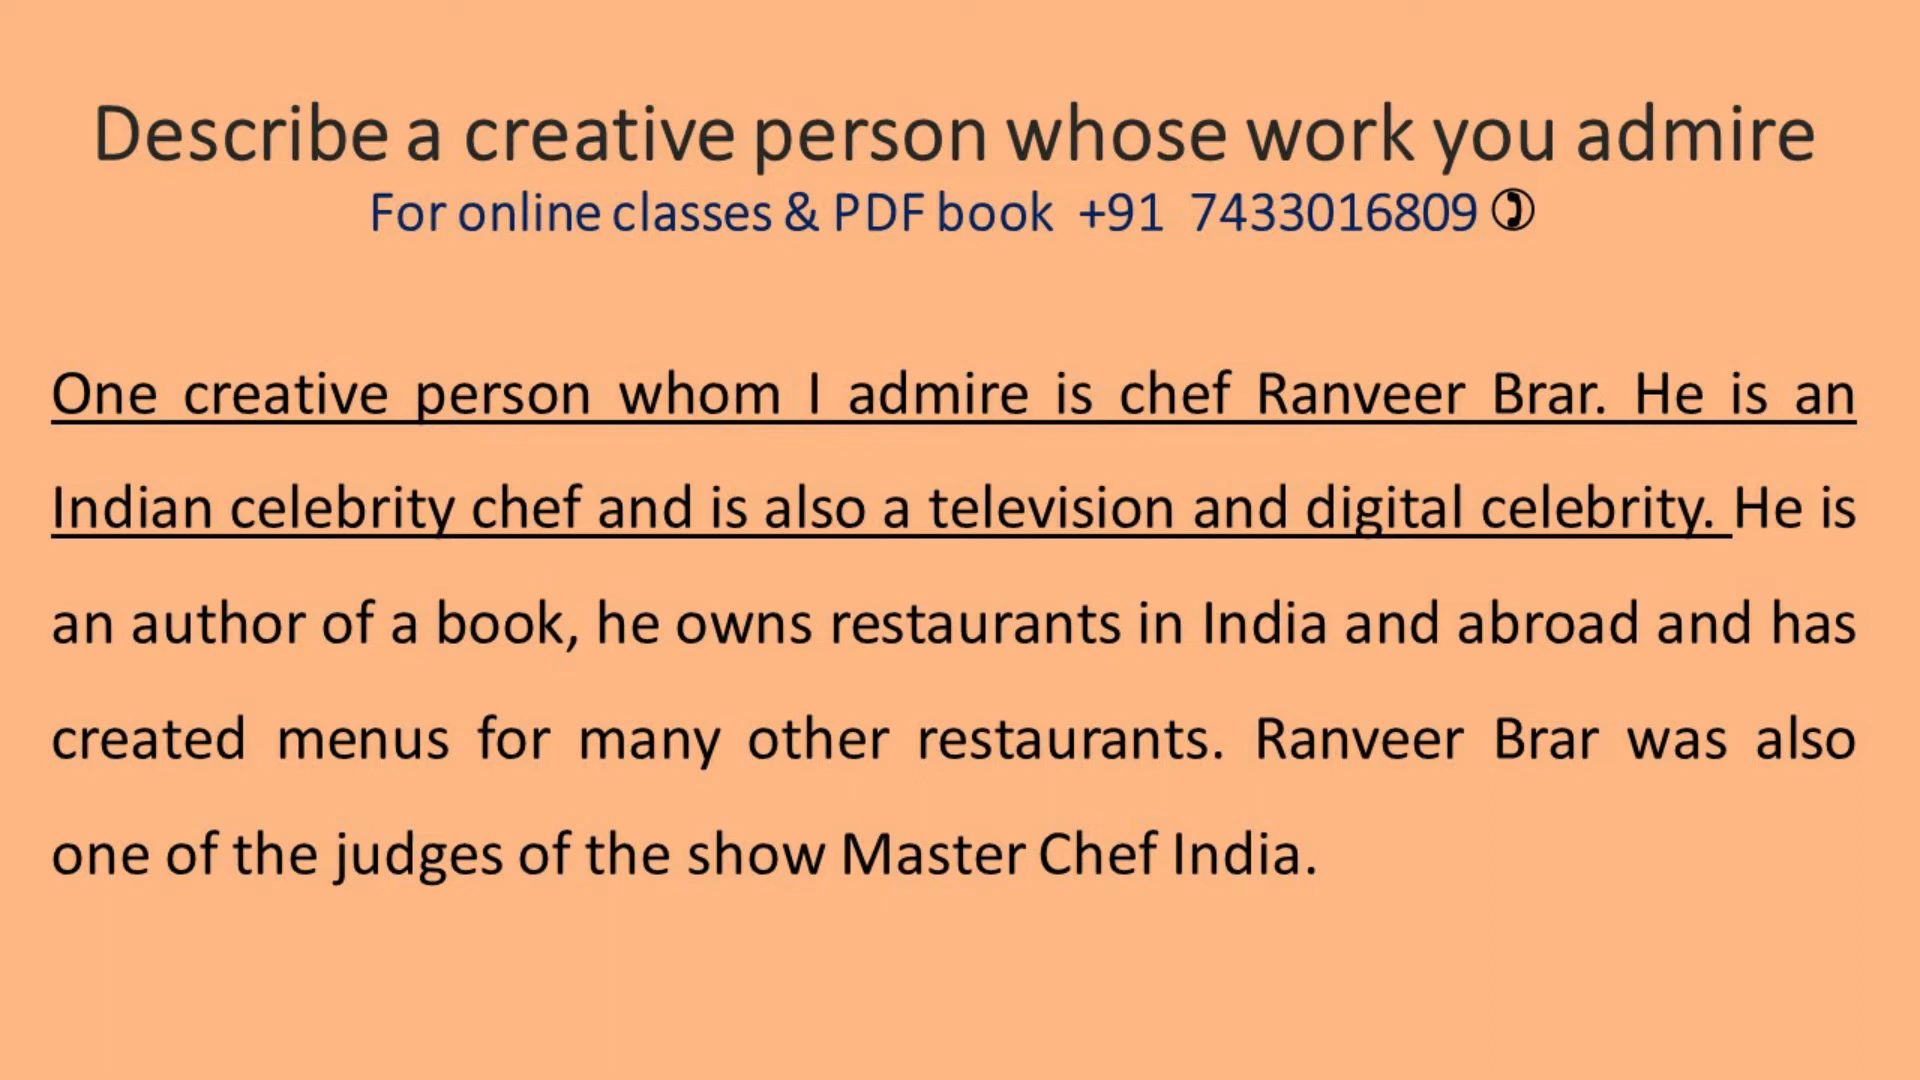 Describe a creative person whose work you admire
For online classes & PDF book +91 7433016809
One creative person whom I admire is chef Ranveer Brar. He is an
Indian celebrity chef and is also a television and digital celebrity. He is
an author of a book, he owns restaurants in India and abroad and has
created menus for many other restaurants. Ranveer Brar was also
one of the judges of the show Master Chef India.